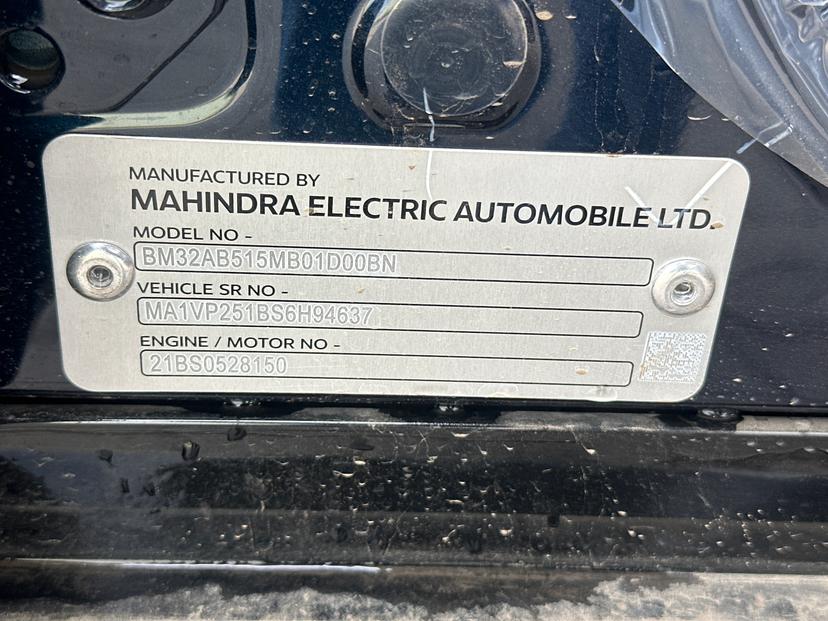 MANUFACTURED BY
MAHINDRA ELECTRIC AUTOMOBILE LTD.
MODEL NO -
BM32AB515MB01D00BN
VEHICLE SR NO -
MA1VP251BS6H94637
ENGINE / MOTOR NO -
21BS0528150